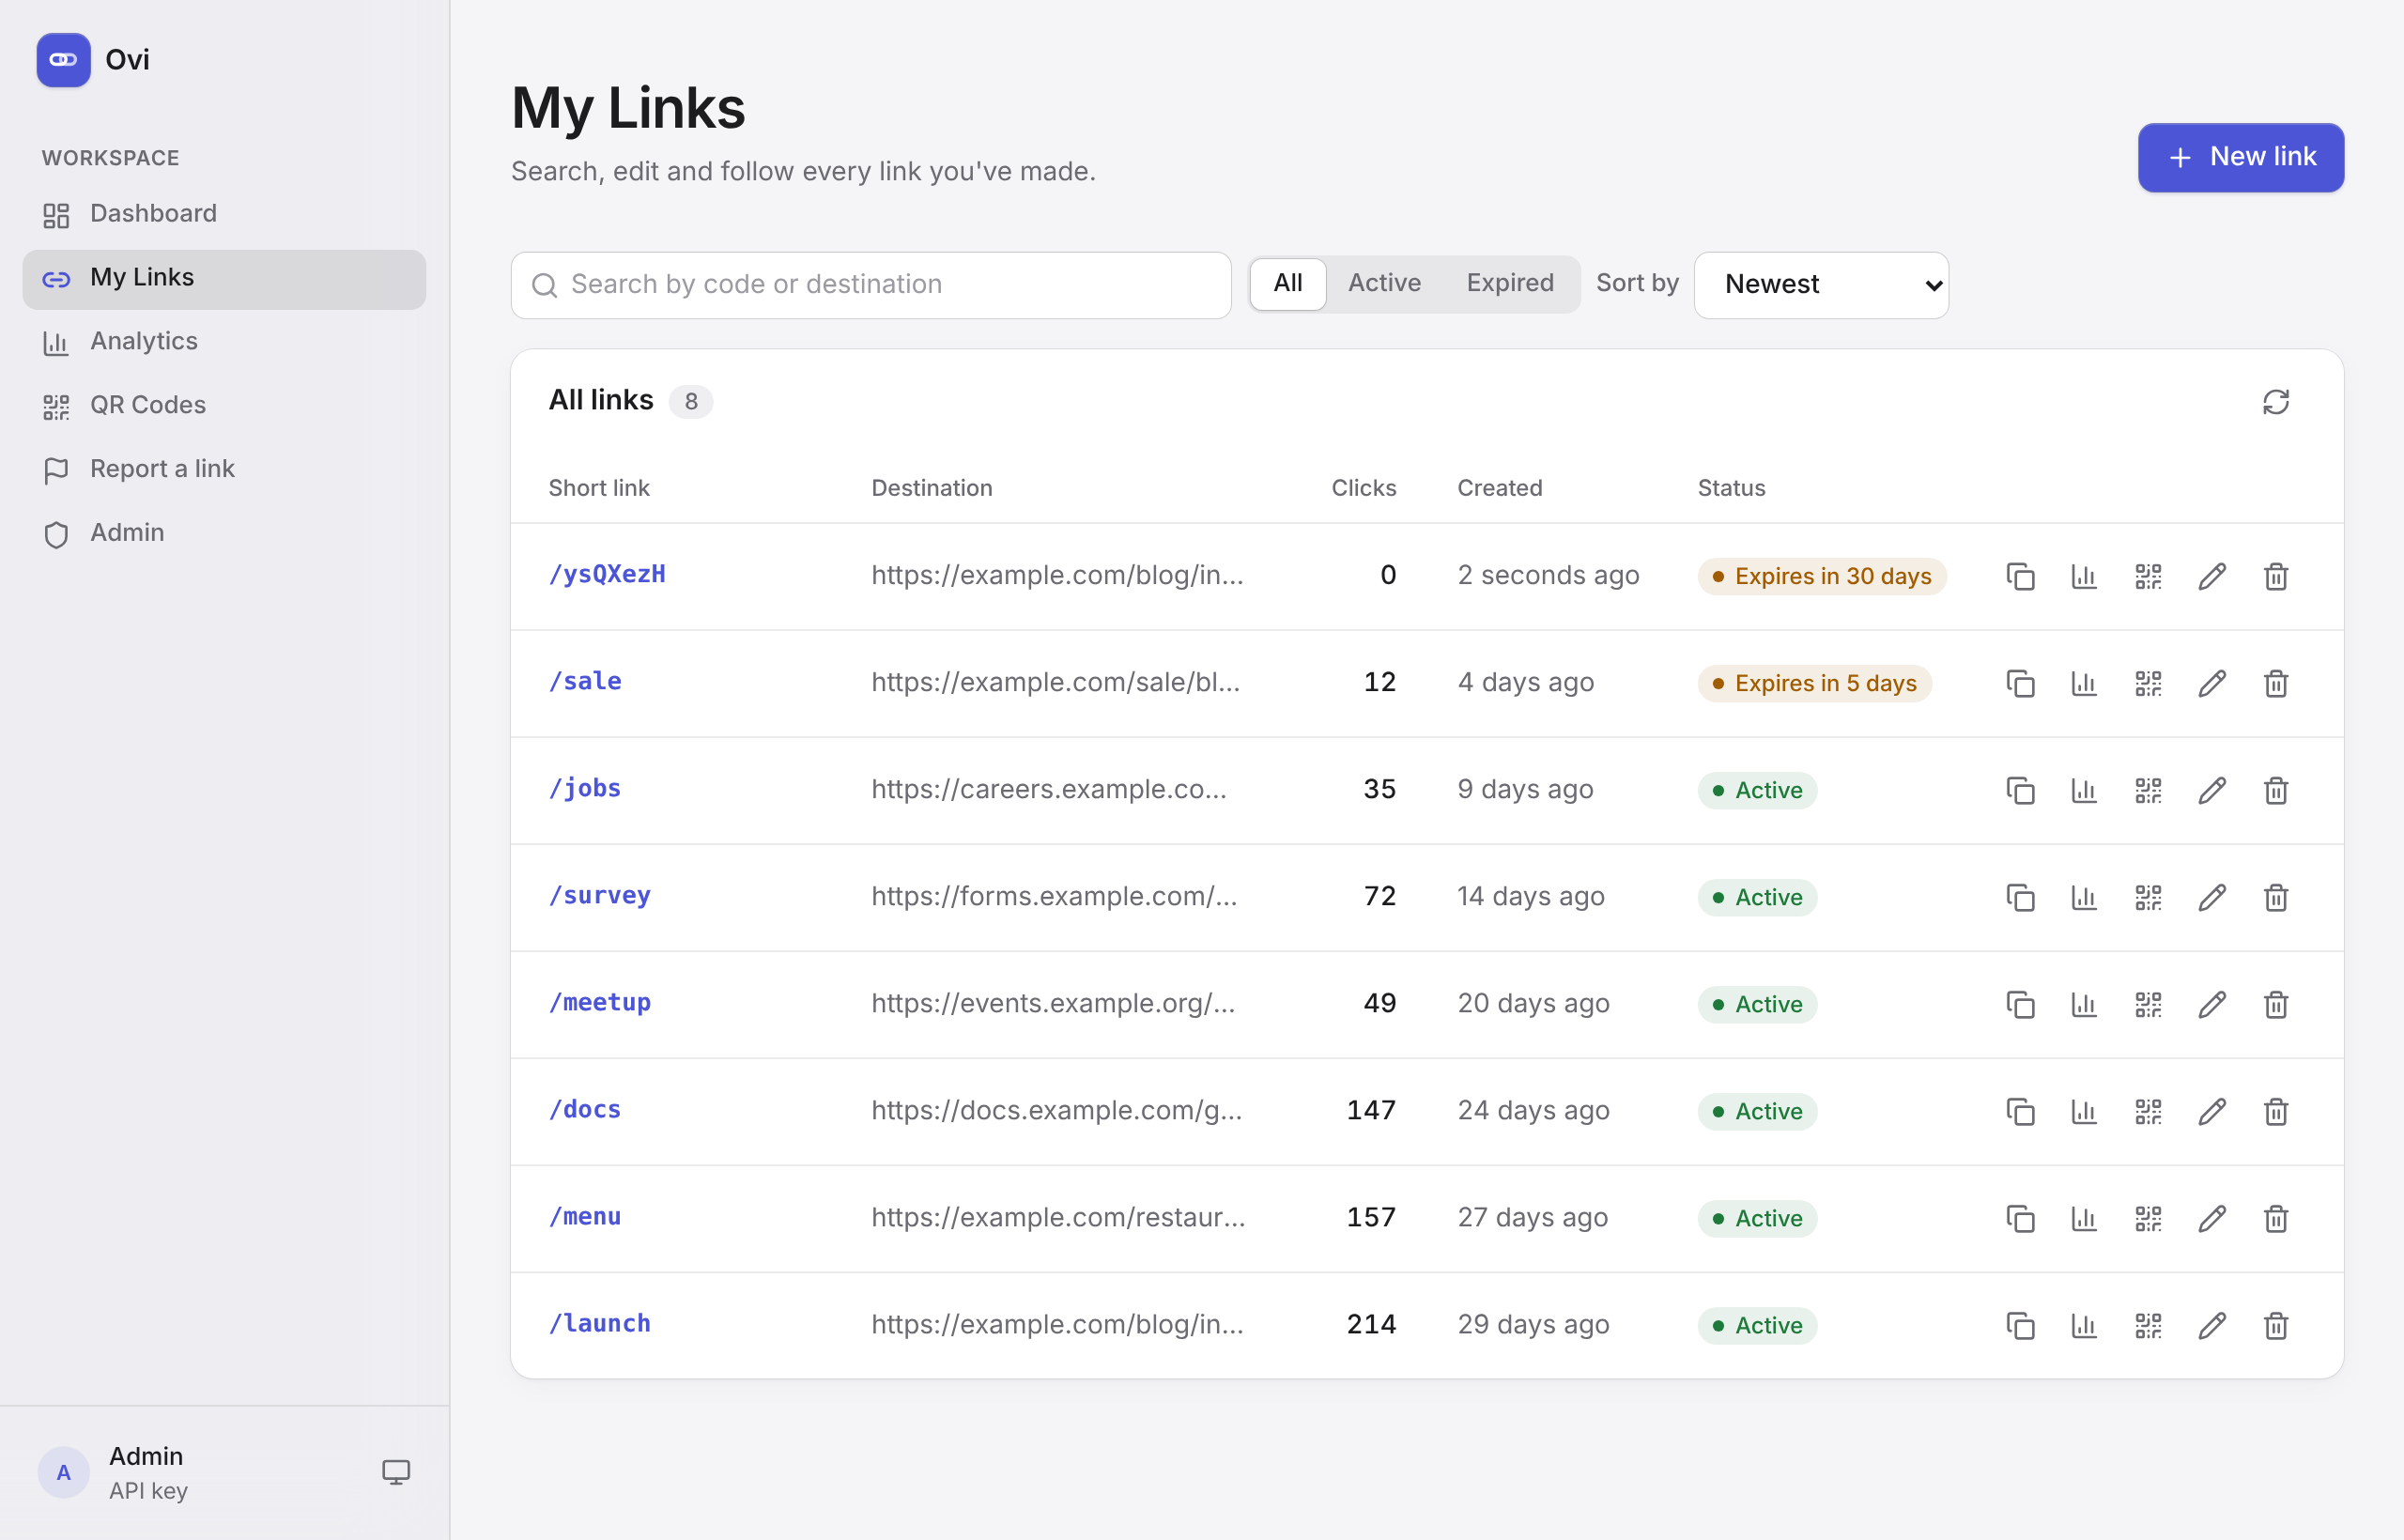 Ovi
WORKSPACE
Dashboard
My Links
Analytics
QR Codes
Report a link
Admin
A
Admin
API key
My Links
Search, edit and follow every link you've made.
+ New link
Search by code or destination
All Active Expired Sort by Newest
All links 8
Short link Destination Clicks Created Status
/ysQXezH https://example.com/blog/in... 0 2 seconds ago Expires in 30 days
/sale https://example.com/sale/bl... 12 4 days ago Expires in 5 days
/jobs https://careers.example.co... 35 9 days ago Active
/survey https://forms.example.com/... 72 14 days ago Active
/meetup https://events.example.org/... 49 20 days ago Active
/docs https://docs.example.com/g... 147 24 days ago Active
/menu https://example.com/restaur... 157 27 days ago Active
/launch https://example.com/blog/in... 214 29 days ago Active